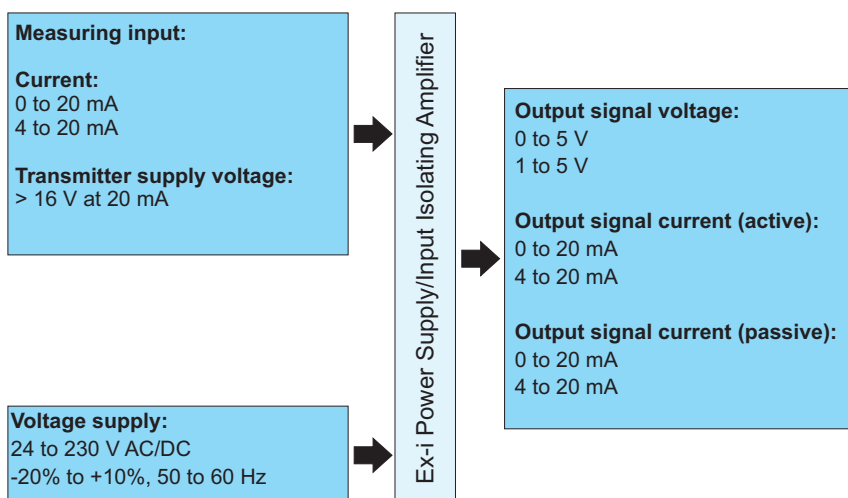 Measuring input:
Current:
0 to 20 mA
4 to 20 mA
Transmitter supply voltage:
> 16 V at 20 mA
Voltage supply:
24 to 230 V AC/DC
-20% to +10%, 50 to 60 Hz
Ex-i Power Supply/Input Isolating Amplifier
Output signal voltage:
0 to 5 V
1 to 5 V
Output signal current (active):
0 to 20 mA
4 to 20 mA
Output signal current (passive):
0 to 20 mA
4 to 20 mA